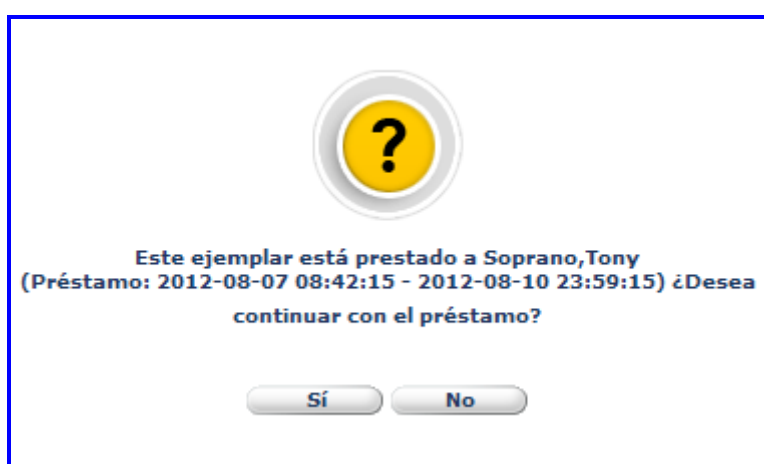 ?
Este ejemplar está prestado a Soprano,Tony
(Préstamo: 2012-08-07 08:42:15 - 2012-08-10 23:59:15) ¿Desea
continuar con el préstamo?
Sí No